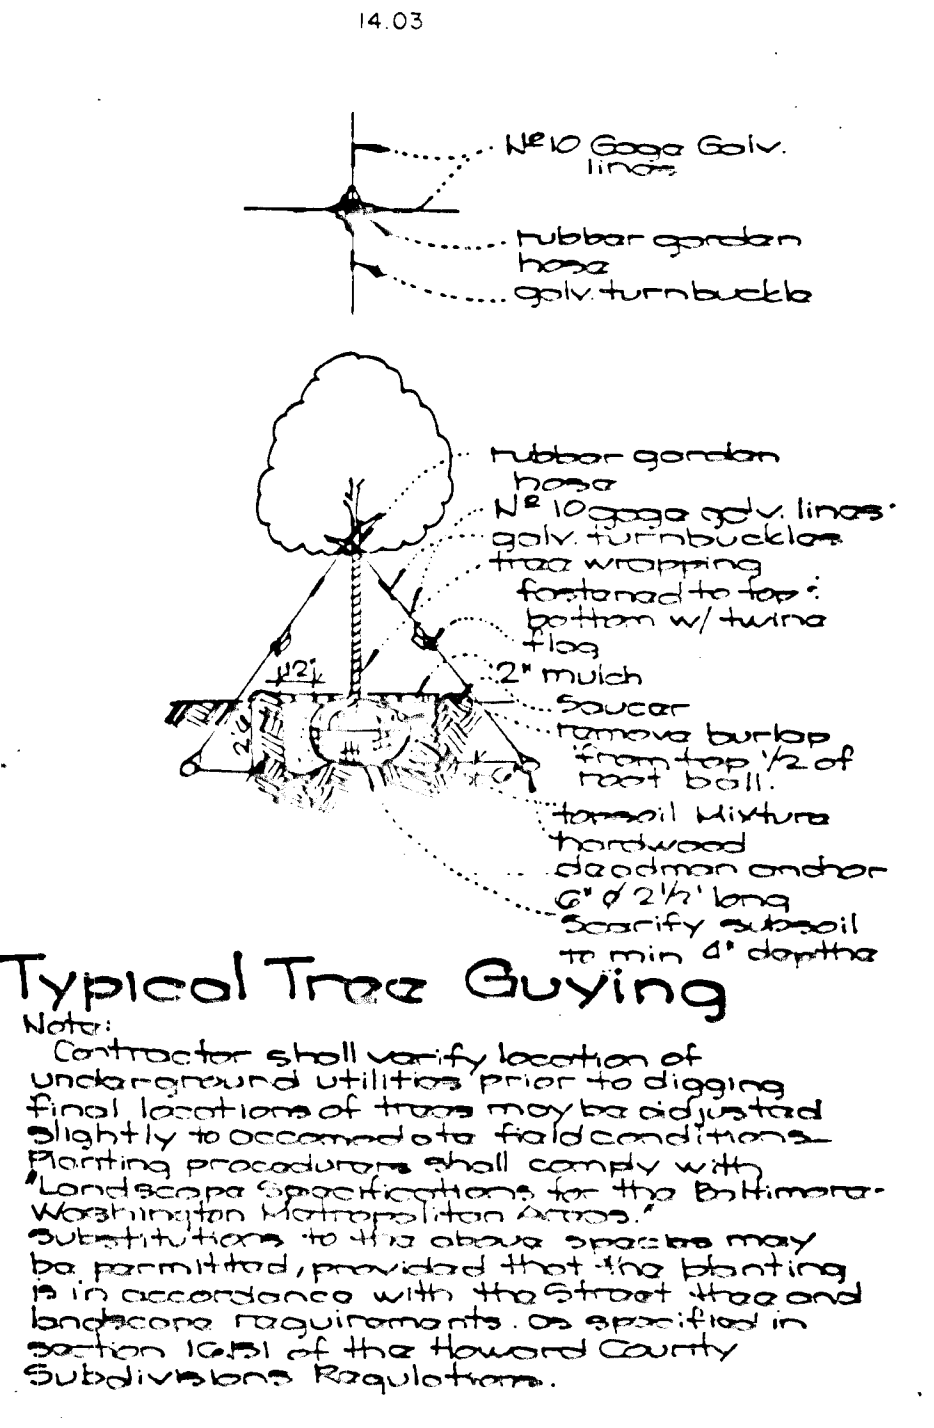 14.03
Nº 10 Gage Galv.
lines
rubber garden
hose
galv. turnbuckle
rubber garden
hose
Nº 10 gage galv. lines
galv. turnbuckles
tree wrapping
fastened to top &
bottom w/ twine
flag
12"
2" mulch
saucer
remove burlap
from top 1/2 of
root ball.
topsoil Mixture
hardwood
deadman anchor
6" ø 2 1/2' long
Scarify subsoil
to min 4" depthe
Typical Tree Guying
Note:
Contractor shall verify location of
underground utilities prior to digging
final locations of trees may be adjusted
slightly to accomodate field conditions
Planting procedurers shall comply with
"Landscape Specifications for the Baltimore-
Washington Metropolitan Areas."
Substitutions to the above species may
be permitted, provided that the planting
is in accordance with the Street tree and
landscape requirements. as specified in
section 16.131 of the Howard County
Subdivisions Regulations.